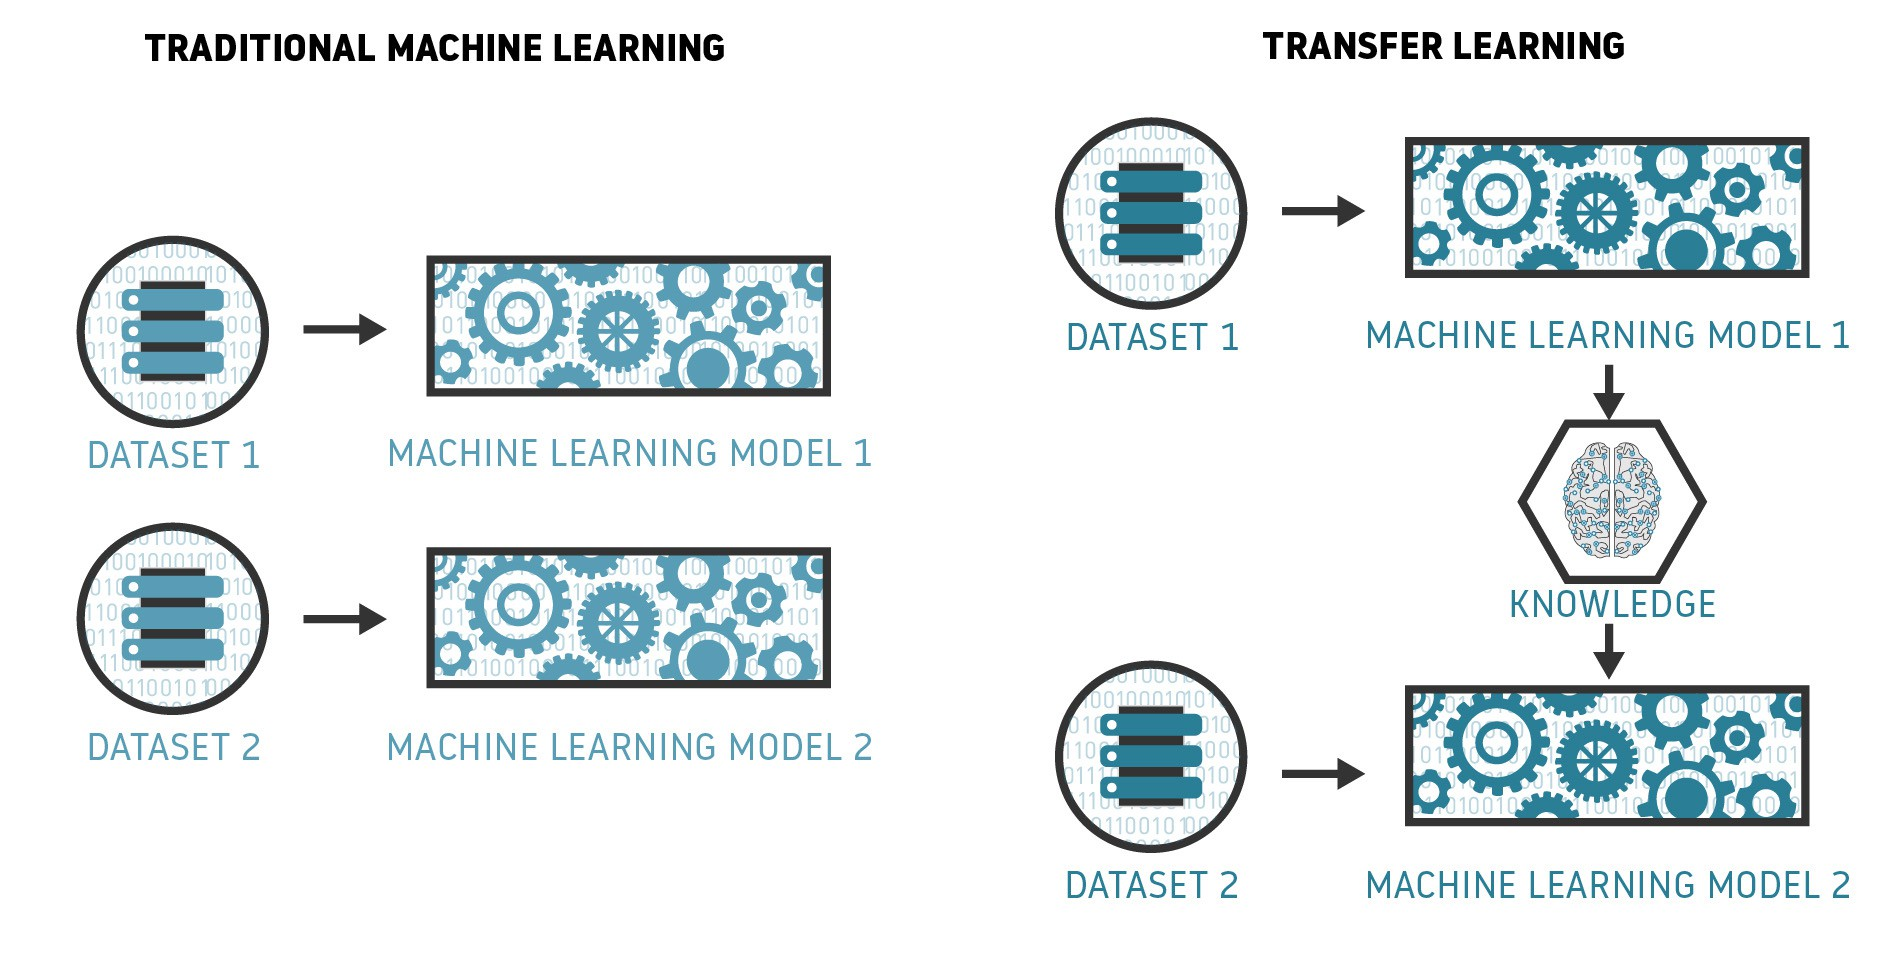 TRADITIONAL MACHINE LEARNING
DATASET 1
MACHINE LEARNING MODEL 1
DATASET 2
MACHINE LEARNING MODEL 2
TRANSFER LEARNING
DATASET 1
MACHINE LEARNING MODEL 1
KNOWLEDGE
DATASET 2
MACHINE LEARNING MODEL 2